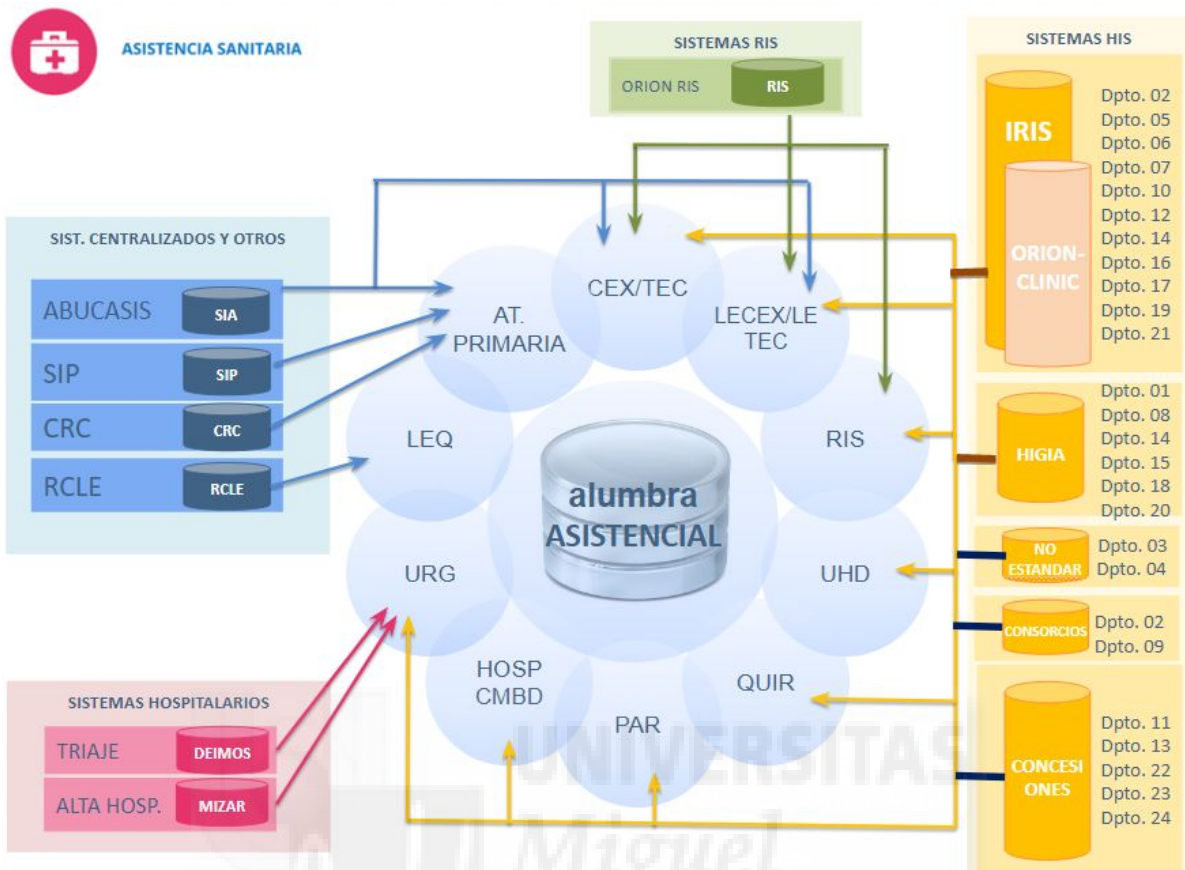 ASISTENCIA SANITARIA
SISTEMAS RIS
ORION RIS
RIS
SISTEMAS HIS
IRIS
ORION-
CLINIC
Dpto. 02
Dpto. 05
Dpto. 06
Dpto. 07
Dpto. 10
Dpto. 12
Dpto. 14
Dpto. 16
Dpto. 17
Dpto. 19
Dpto. 21
HIGIA
Dpto. 01
Dpto. 08
Dpto. 14
Dpto. 15
Dpto. 18
Dpto. 20
NO
ESTANDAR
Dpto. 03
Dpto. 04
CONSORCIOS
Dpto. 02
Dpto. 09
CONCESI
ONES
Dpto. 11
Dpto. 13
Dpto. 22
Dpto. 23
Dpto. 24
SIST. CENTRALIZADOS Y OTROS
ABUCASIS
SIA
SIP
SIP
CRC
CRC
RCLE
RCLE
SISTEMAS HOSPITALARIOS
TRIAJE
DEIMOS
ALTA HOSP.
MIZAR
CEX/TEC
AT.
PRIMARIA
LECEX/LE
TEC
LEQ
RIS
alumbra
ASISTENCIAL
URG
UHD
HOSP
CMBD
PAR
QUIR
UNIVERSITAS
Miguel